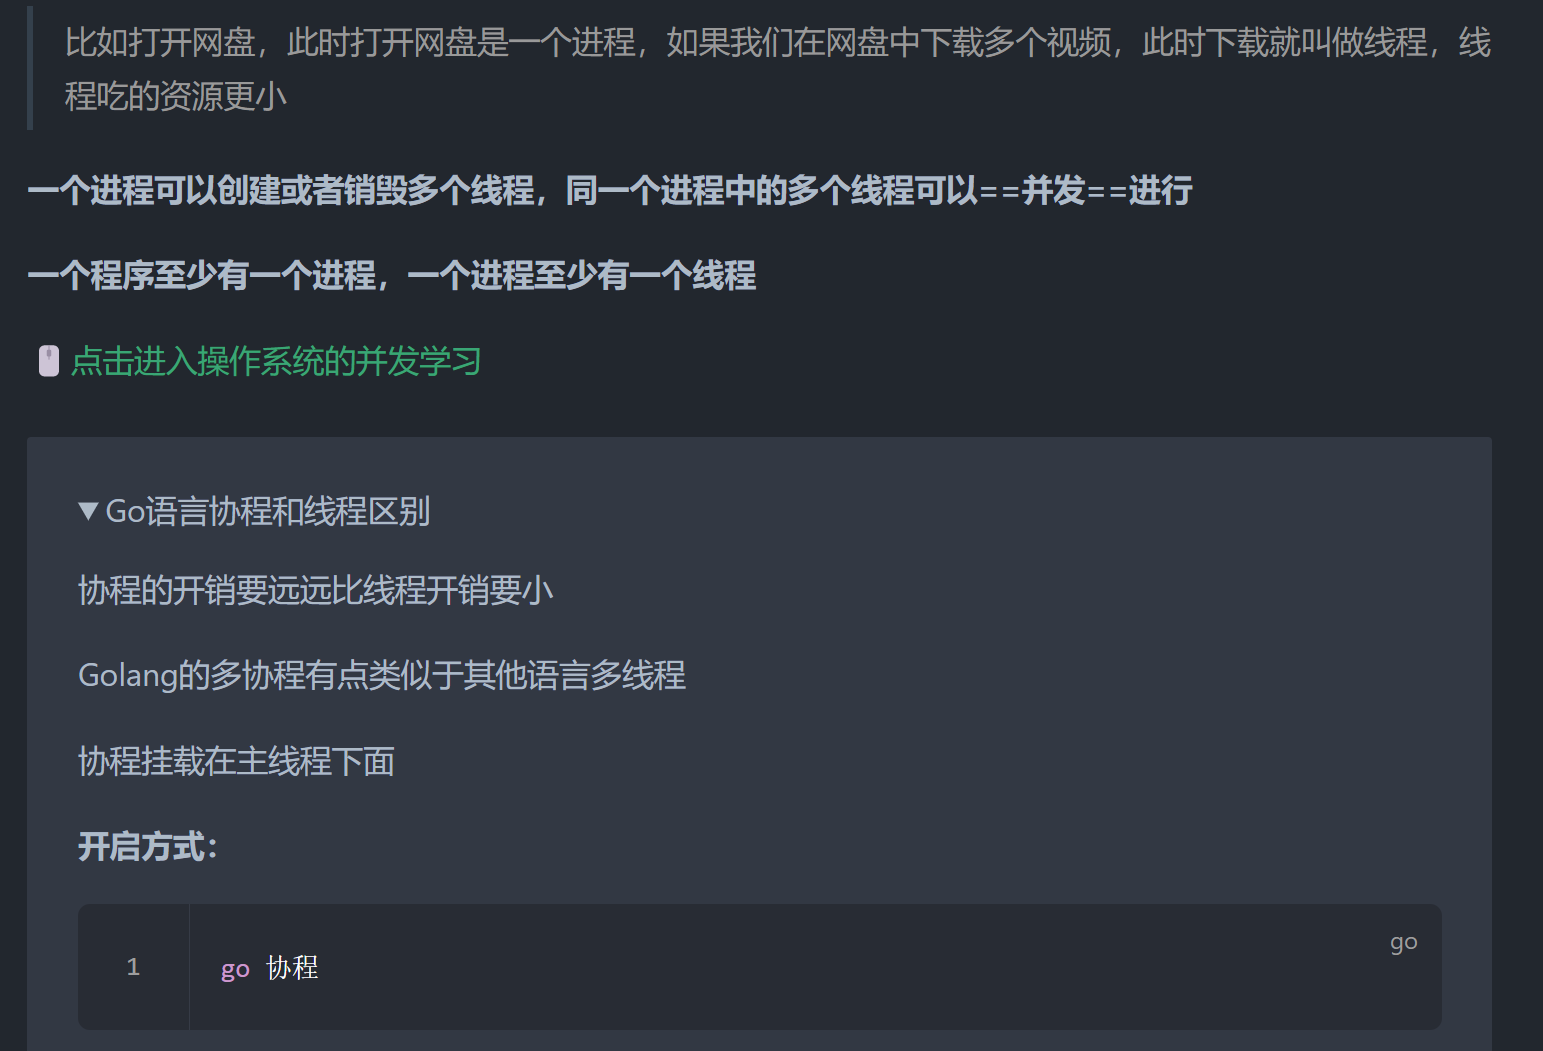 比如打开网盘，此时打开网盘是一个进程，如果我们在网盘中下载多个视频，此时下载就叫做线程，线
程吃的资源更小
一个进程可以创建或者销毁多个线程，同一个进程中的多个线程可以==并发==进行
一个程序至少有一个进程，一个进程至少有一个线程
点击进入操作系统的并发学习
▼Go语言协程和线程区别
协程的开销要远远比线程开销要小
Golang的多协程有点类似于其他语言多线程
协程挂载在主线程下面
开启方式：
go
1 go 协程